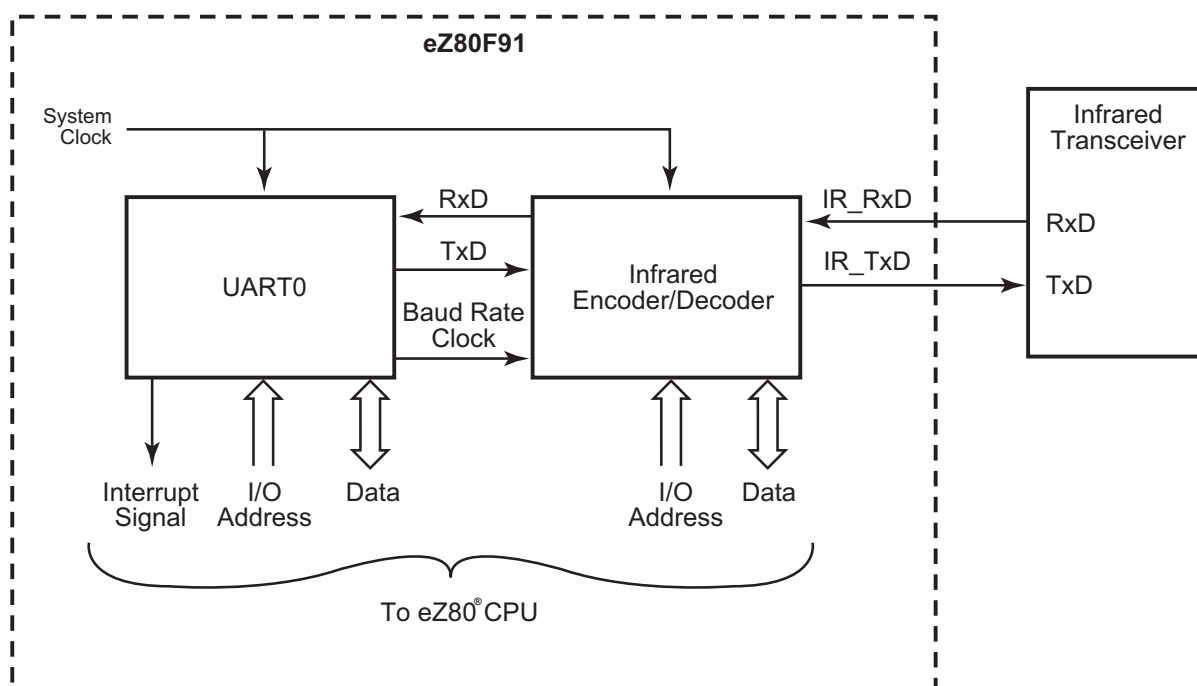 eZ80F91
System
Clock
Infrared
Transceiver
RxD
IR_RxD
RxD
TxD
IR_TxD
TxD
UART0
Infrared
Encoder/Decoder
Baud Rate
Clock
Interrupt
Signal
I/O
Address
Data
I/O
Address
Data
To eZ80® CPU